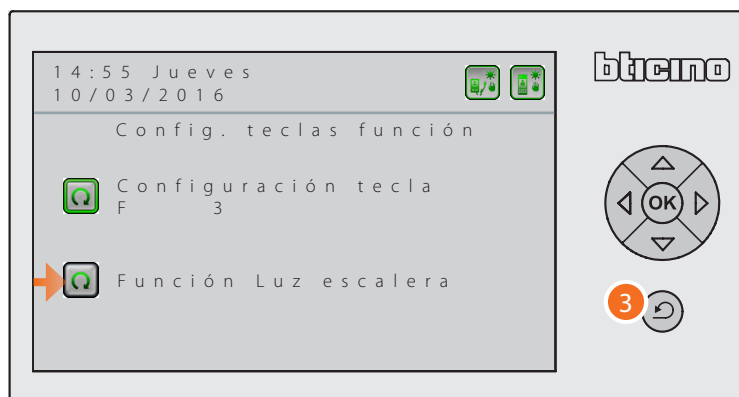 14:55 Jueves
10/03/2016
bticino
Config. teclas función
Configuración tecla
F 3
OK
Función Luz escalera
3